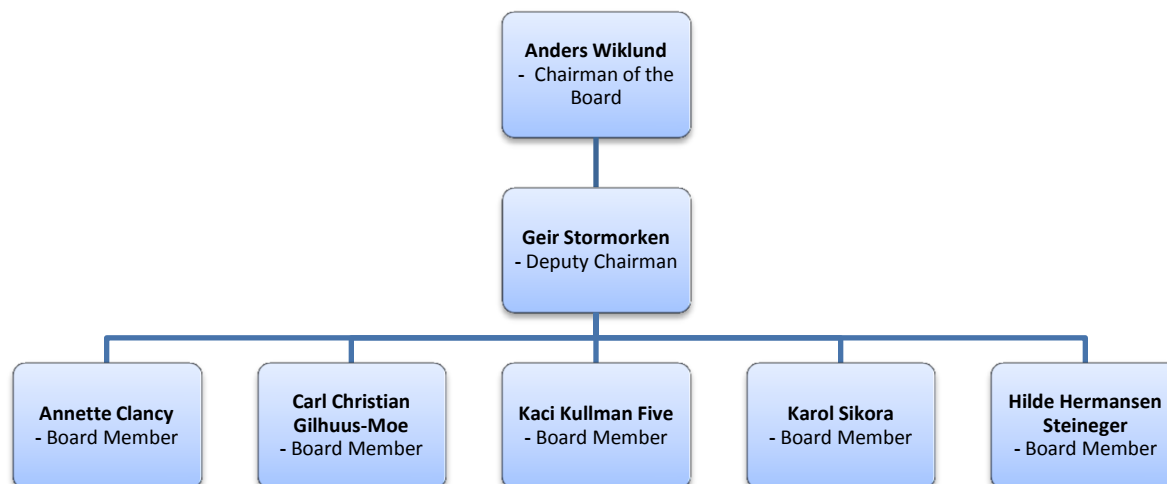 Anders Wiklund
- Chairman of the
Board
Geir Stormorken
- Deputy Chairman
Annette Clancy
- Board Member
Carl Christian
Gilhuus-Moe
- Board Member
Kaci Kullman Five
- Board Member
Karol Sikora
- Board Member
Hilde Hermansen
Steineger
- Board Member